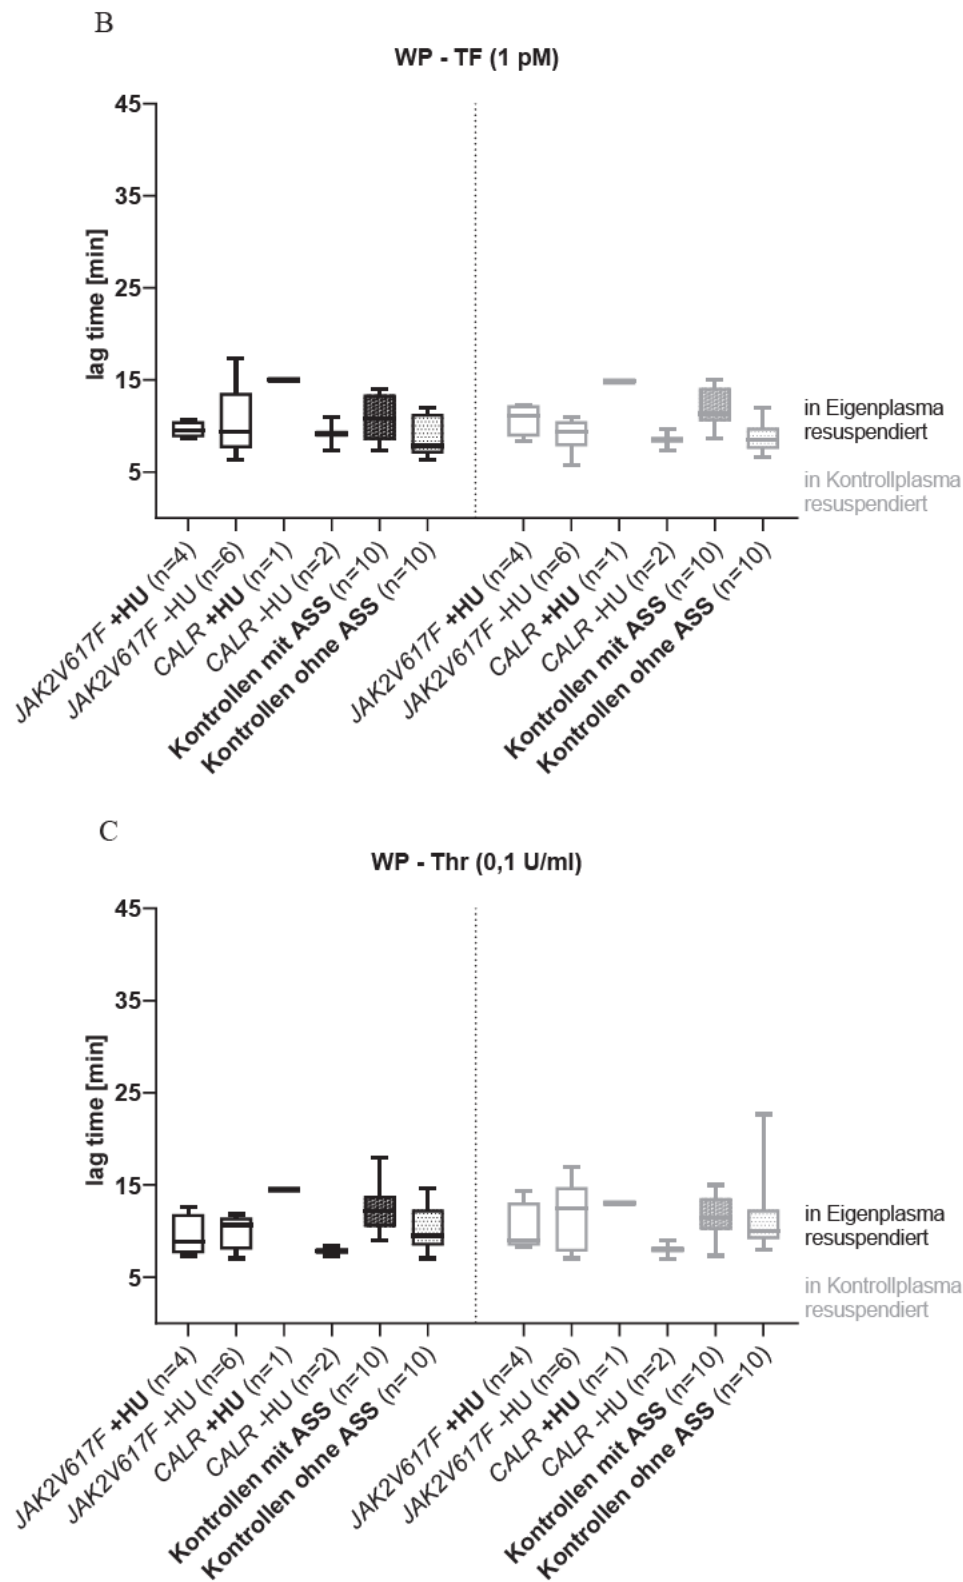 B
WP - TF (1 pM)
45
35
25
15
5
lag time [min]
in Eigenplasma
resuspendiert
in Kontrollplasma
resuspendiert
JAK2V617F +HU (n=4)
JAK2V617F -HU (n=6)
CALR +HU (n=1)
CALR -HU (n=2)
Kontrollen mit ASS (n=10)
Kontrollen ohne ASS (n=10)
JAK2V617F +HU (n=4)
JAK2V617F -HU (n=6)
CALR +HU (n=1)
CALR -HU (n=2)
Kontrollen mit ASS (n=10)
Kontrollen ohne ASS (n=10)
C
WP - Thr (0,1 U/ml)
45
35
25
15
5
lag time [min]
in Eigenplasma
resuspendiert
in Kontrollplasma
resuspendiert
JAK2V617F +HU (n=4)
JAK2V617F -HU (n=6)
CALR +HU (n=1)
CALR -HU (n=2)
Kontrollen mit ASS (n=10)
Kontrollen ohne ASS (n=10)
JAK2V617F +HU (n=4)
JAK2V617F -HU (n=6)
CALR +HU (n=1)
CALR -HU (n=2)
Kontrollen mit ASS (n=10)
Kontrollen ohne ASS (n=10)